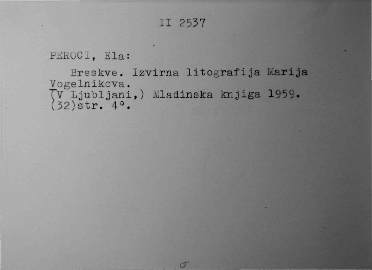 II 2537
PEROCI, Ela:
Breskve. Izvirna litografija Marija
Vogelnikova.
(V Ljubljani,) Mladinska knjiga 1959.
(32)str. 4°.